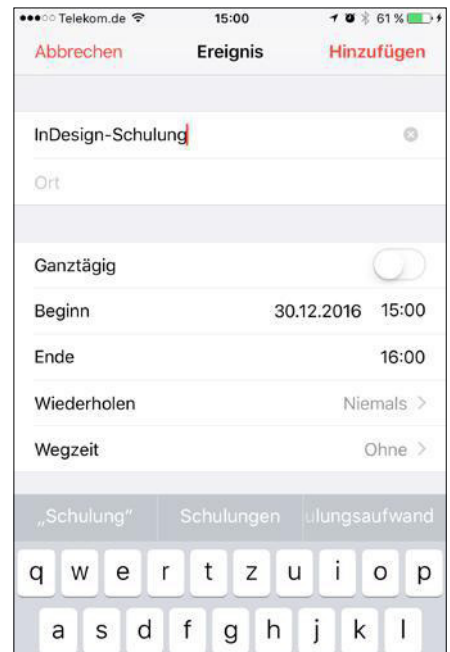 Telekom.de 15:00 61 %
Abbrechen Ereignis Hinzufügen
InDesign-Schulung
Ort
Ganztägig
Beginn 30.12.2016 15:00
Ende 16:00
Wiederholen Niemals >
Wegzeit Ohne >
„Schulung“ Schulungen ulungsaufwand
q w e r t z u i o p
a s d f g h j k l